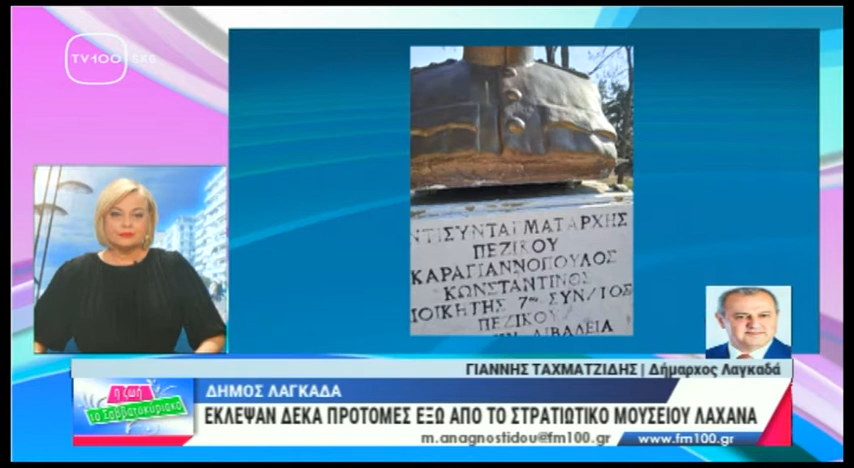 TV100 SKG
ΝΤΙΣΥΝΤΑΓΜΑΤΑΡΧΗΣ
ΠΕΖΙΚΟΥ
ΚΑΡΑΓΙΑΝΝΟΠΟΥΛΟΣ
ΚΩΝΣΤΑΝΤΙΝΟΣ
ΙΟΙΚΗΤΗΣ 7ου ΣΥΝ/ΤΟΣ
ΠΕΖΙΚΟΥ
ΛΙΒΑΔΕΙΑ
ΓΙΑΝΝΗΣ ΤΑΧΜΑΤΖΙΔΗΣ | Δήμαρχος Λαγκαδά
η ζωή
το Σαββατοκύριακο
ΔΗΜΟΣ ΛΑΓΚΑΔΑ
ΕΚΛΕΨΑΝ ΔΕΚΑ ΠΡΟΤΟΜΕΣ ΕΞΩ ΑΠΟ ΤΟ ΣΤΡΑΤΙΩΤΙΚΟ ΜΟΥΣΕΙΟΥ ΛΑΧΑΝΑ
m.anagnostidou@fm100.gr
www.fm100.gr